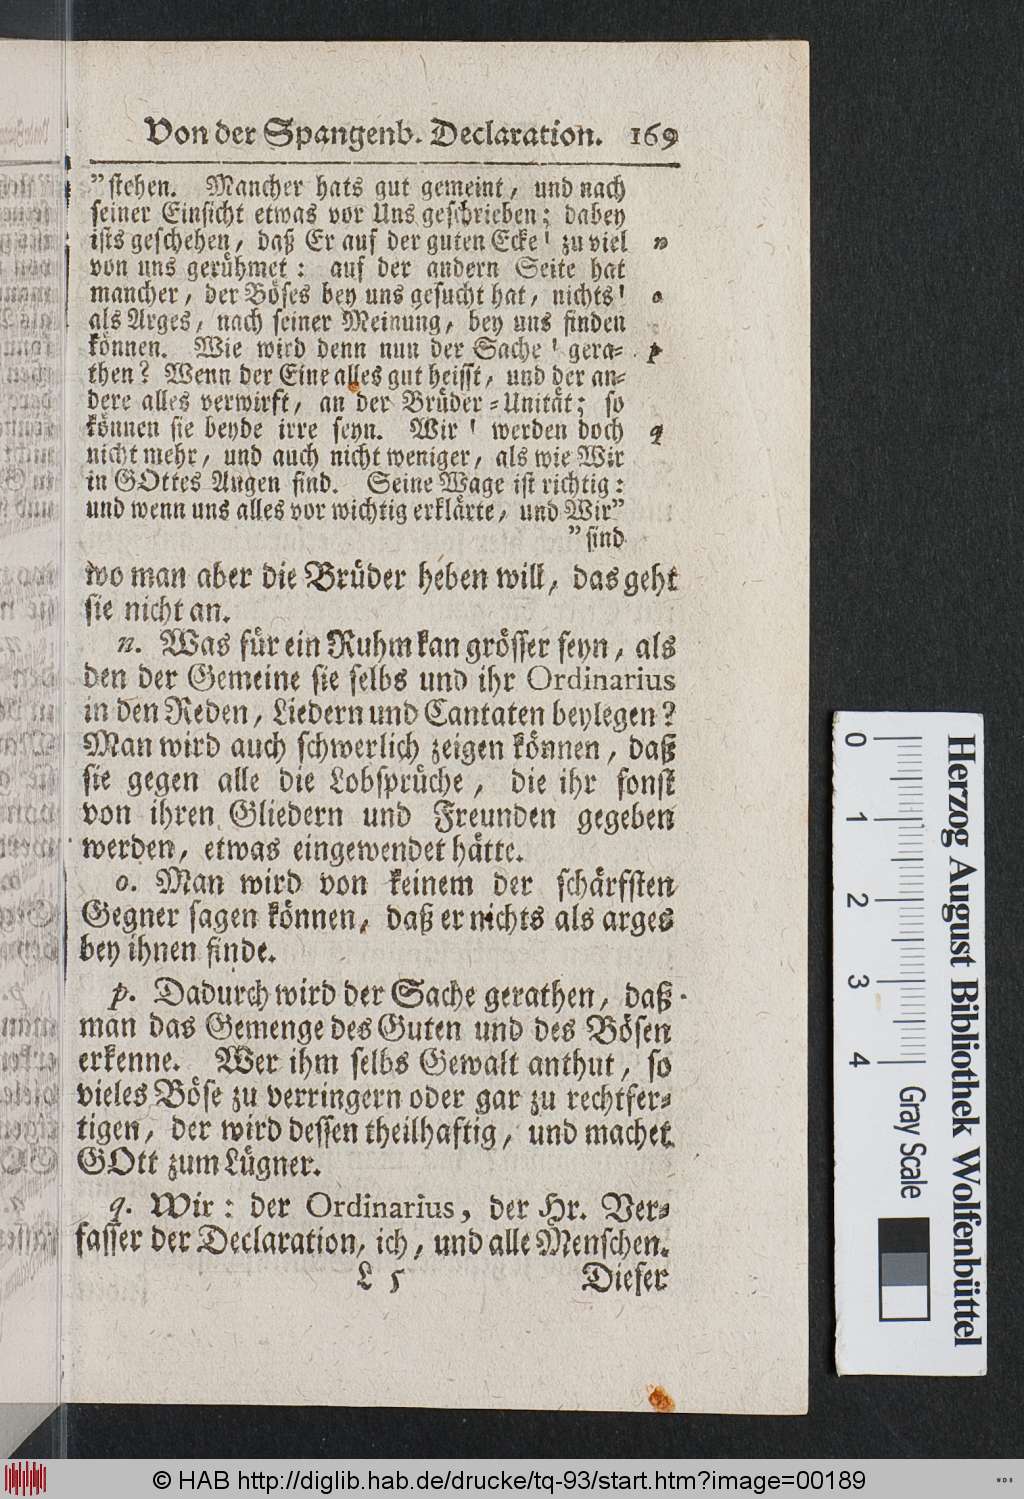 Von der Spangenb. Declaration. 169
”stehen. Mancher hats gut gemeint, und nach
seiner Einsicht etwas vor Uns geschrieben; dabey
ists geschehen, daß Er auf der guten Ecke ' zu viel n
von uns gerühmet: auf der andern Seite hat
mancher, der Böses bey uns gesucht hat, nichts ' o
als Arges, nach seiner Meinung, bey uns finden
können. Wie wird denn nun der Sache ' gera- p
then? Wenn der Eine alles gut heisst, und der an-
dere alles verwirft, an der Brüder-Unität; so
können sie beyde irre seyn. Wir ' werden doch q
nicht mehr, und auch nicht weniger, als wie Wir
in GOttes Augen sind. Seine Wage ist richtig:
und wenn uns alles vor wichtig erklärte, und Wir”
”sind
wo man aber die Brüder heben will, das geht
sie nicht an.
n. Was für ein Ruhm kan grösser seyn, als
den der Gemeine sie selbs und ihr Ordinarius
in den Reden, Liedern und Cantaten beylegen?
Man wird auch schwerlich zeigen können, daß
sie gegen alle die Lobsprüche, die ihr sonst
von ihren Gliedern und Freunden gegeben
werden, etwas eingewendet hätte.
o. Man wird von keinem der schärfsten
Gegner sagen können, daß er nichts als arges
bey ihnen finde.
p. Dadurch wird der Sache gerathen, daß
man das Gemenge des Guten und des Bösen
erkenne. Wer ihm selbs Gewalt anthut, so
vieles Böse zu verringern oder gar zu rechtfer-
tigen, der wird dessen theilhaftig, und machet
GOtt zum Lügner.
q. Wir: der Ordinarius, der Hr. Ver-
fasser der Declaration, ich, und alle Menschen.
L 5 Dieser
0 1 2 3 4 Gray Scale
Herzog August Bibliothek Wolfenbüttel
© HAB http://diglib.hab.de/drucke/tq-93/start.htm?image=00189